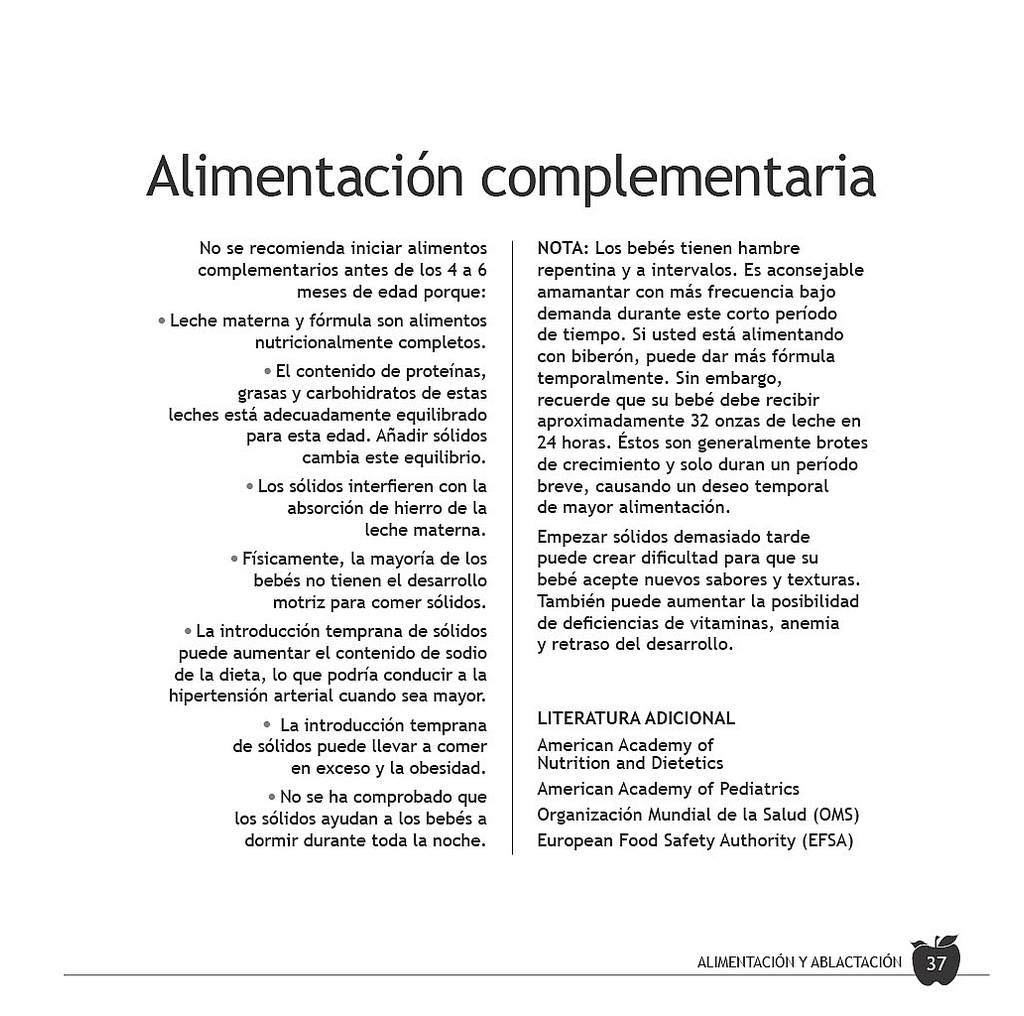 Alimentación complementaria
No se recomienda iniciar alimentos
complementarios antes de los 4 a 6
meses de edad porque:
• Leche materna y fórmula son alimentos
nutricionalmente completos.
• El contenido de proteínas,
grasas y carbohidratos de estas
leches está adecuadamente equilibrado
para esta edad. Añadir sólidos
cambia este equilibrio.
• Los sólidos interfieren con la
absorción de hierro de la
leche materna.
• Físicamente, la mayoría de los
bebés no tienen el desarrollo
motriz para comer sólidos.
• La introducción temprana de sólidos
puede aumentar el contenido de sodio
de la dieta, lo que podría conducir a la
hipertensión arterial cuando sea mayor.
• La introducción temprana
de sólidos puede llevar a comer
en exceso y la obesidad.
• No se ha comprobado que
los sólidos ayudan a los bebés a
dormir durante toda la noche.
NOTA: Los bebés tienen hambre
repentina y a intervalos. Es aconsejable
amamantar con más frecuencia bajo
demanda durante este corto período
de tiempo. Si usted está alimentando
con biberón, puede dar más fórmula
temporalmente. Sin embargo,
recuerde que su bebé debe recibir
aproximadamente 32 onzas de leche en
24 horas. Éstos son generalmente brotes
de crecimiento y solo duran un período
breve, causando un deseo temporal
de mayor alimentación.
Empezar sólidos demasiado tarde
puede crear dificultad para que su
bebé acepte nuevos sabores y texturas.
También puede aumentar la posibilidad
de deficiencias de vitaminas, anemia
y retraso del desarrollo.
LITERATURA ADICIONAL
American Academy of
Nutrition and Dietetics
American Academy of Pediatrics
Organización Mundial de la Salud (OMS)
European Food Safety Authority (EFSA)
ALIMENTACIÓN Y ABLACTACIÓN 37